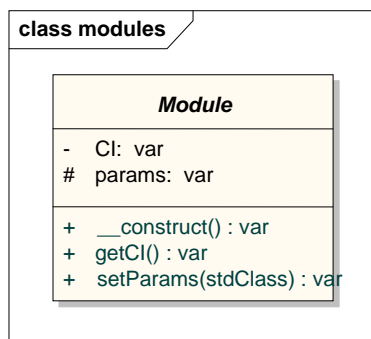 class modules
Module
- CI: var
# params: var
+ __construct() : var
+ getCI() : var
+ setParams(stdClass) : var